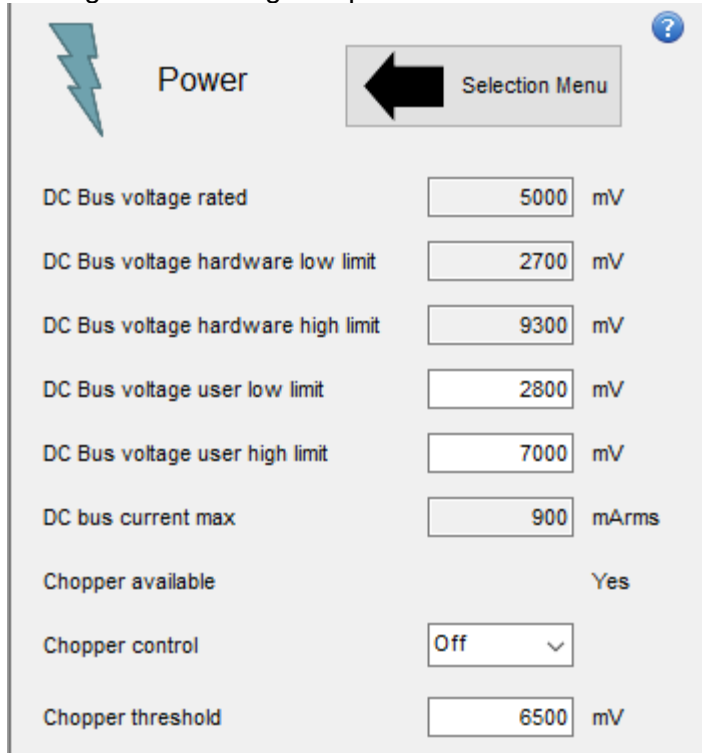 Power
Selection Menu
DC Bus voltage rated 5000 mV
DC Bus voltage hardware low limit 2700 mV
DC Bus voltage hardware high limit 9300 mV
DC Bus voltage user low limit 2800 mV
DC Bus voltage user high limit 7000 mV
DC bus current max 900 mArms
Chopper available Yes
Chopper control Off
Chopper threshold 6500 mV